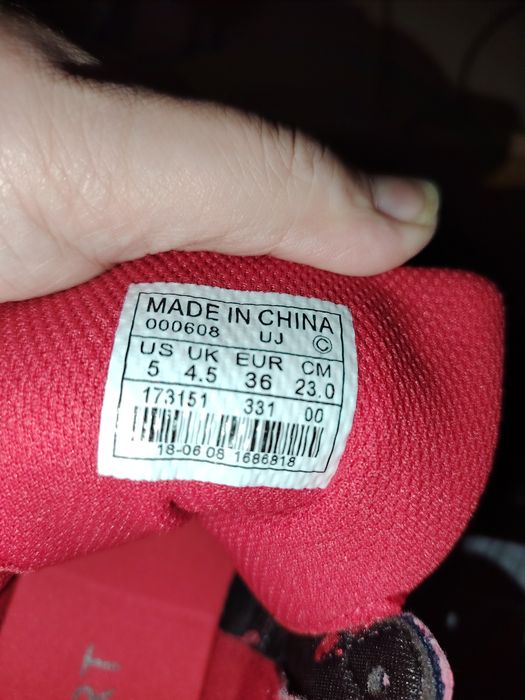 MADE IN CHINA
000608 UJ ©
US UK EUR CM
5 4.5 36 23.0
173151 331 00
18-06 08 1686818
RT